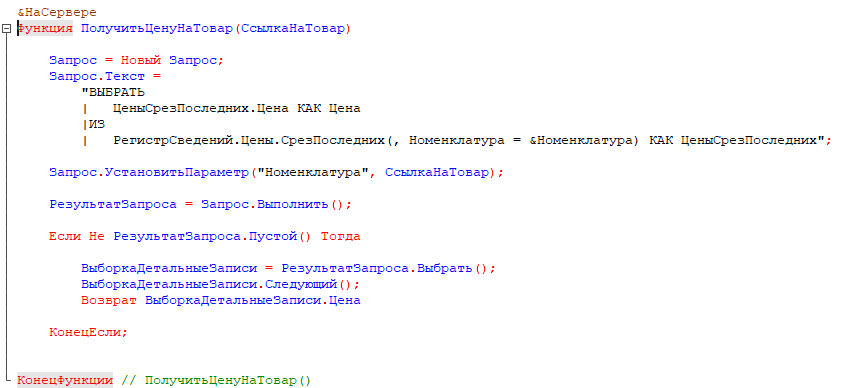 &НаСервере
Функция ПолучитьЦенуНаТовар(СсылкаНаТовар)
Запрос = Новый Запрос;
Запрос.Текст =
"ВЫБРАТЬ
|   ЦеныСрезПоследних.Цена КАК Цена
|ИЗ
|   РегистрСведений.Цены.СрезПоследних(, Номенклатура = &Номенклатура) КАК ЦеныСрезПоследних";
Запрос.УстановитьПараметр("Номенклатура", СсылкаНаТовар);
РезультатЗапроса = Запрос.Выполнить();
Если Не РезультатЗапроса.Пустой() Тогда
ВыборкаДетальныеЗаписи = РезультатЗапроса.Выбрать();
ВыборкаДетальныеЗаписи.Следующий();
Возврат ВыборкаДетальныеЗаписи.Цена
КонецЕсли;
КонецФункции // ПолучитьЦенуНаТовар()